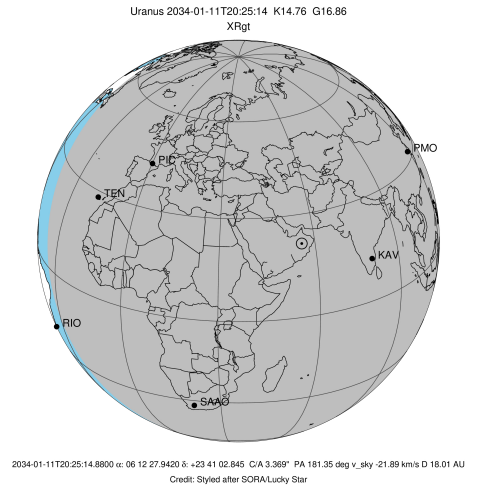 Uranus 2034-01-11T20:25:14 K14.76 G16.86
XRgt
PMO
PIC
TEN
KAV
RIO
SAAO
2034-01-11T20:25:14.8800 α: 06 12 27.9420 δ: +23 41 02.845 C/A 3.369" PA 181.35 deg v_sky -21.89 km/s D 18.01 AU
Credit: Styled after SORA/Lucky Star